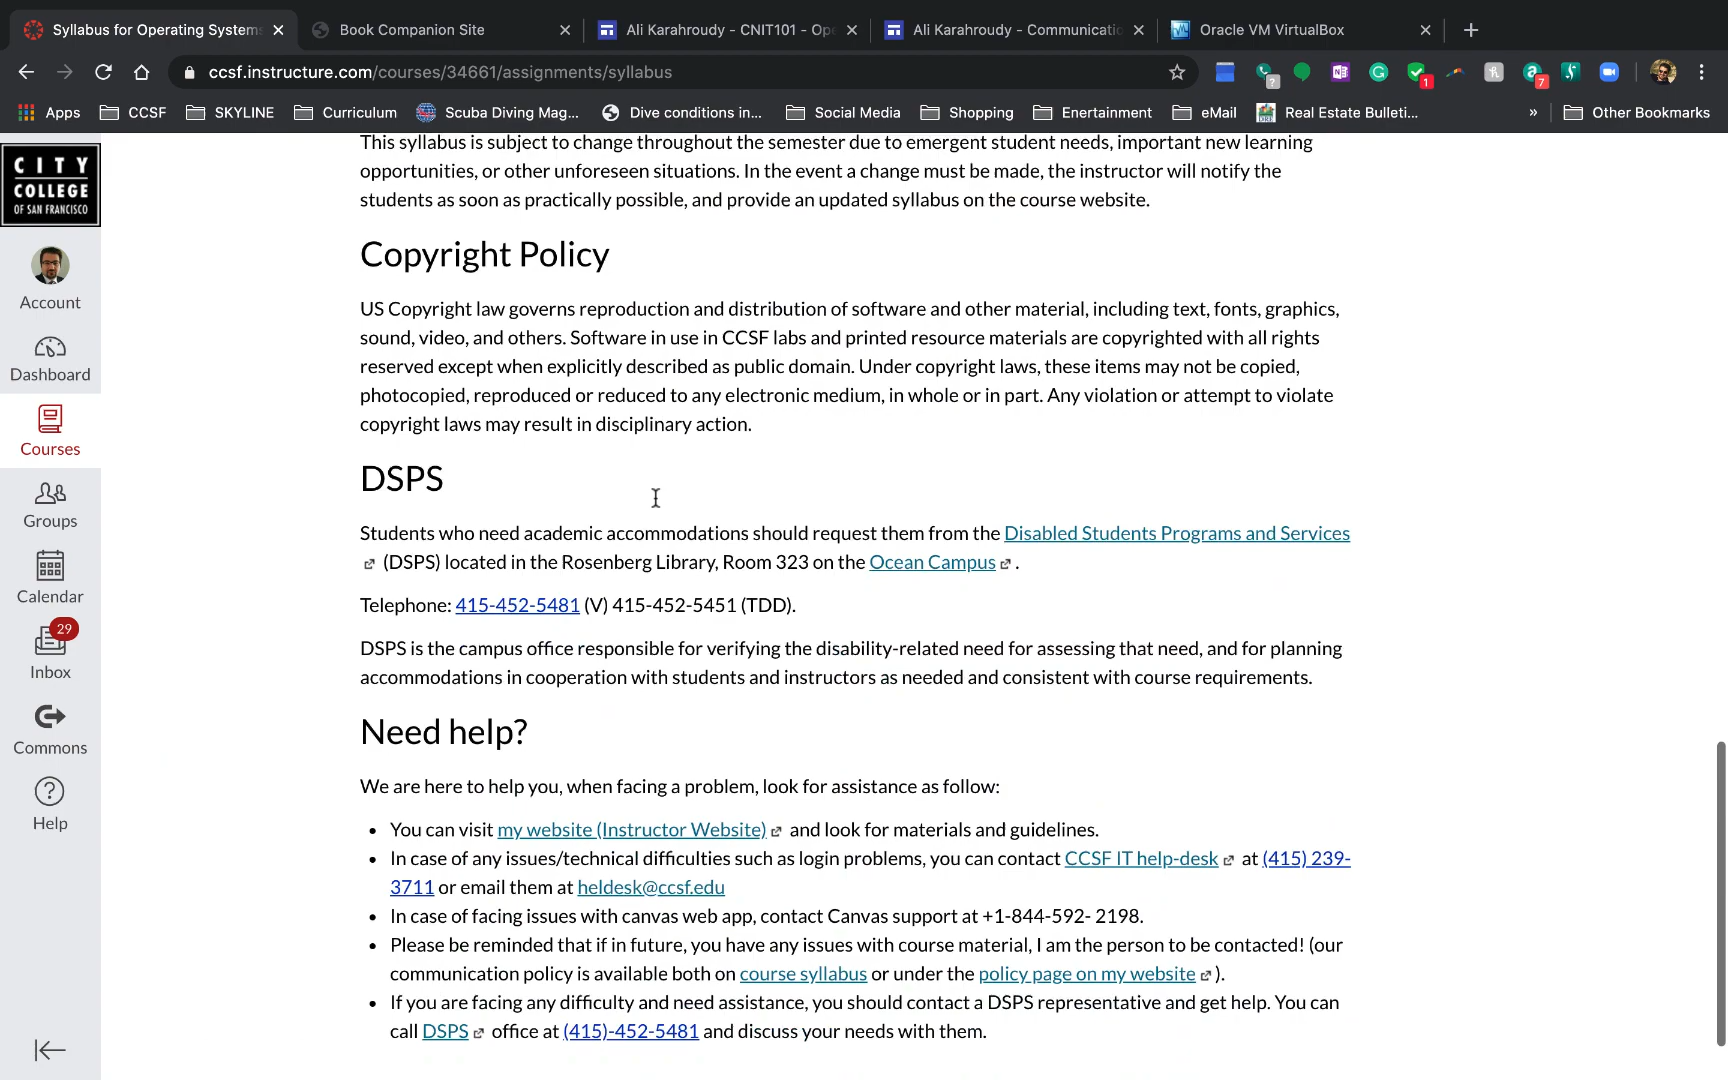 Syllabus for Operating Systems
Book Companion Site
Ali Karahroudy - CNIT101 - Ope
Ali Karahroudy - Communicatio
Oracle VM VirtualBox
ccsf.instructure.com/courses/34661/assignments/syllabus
?
1
7
Apps
CCSF
SKYLINE
Curriculum
Scuba Diving Mag...
Dive conditions in...
Social Media
Shopping
Enertainment
eMail
Real Estate Bulleti...
»
Other Bookmarks
CITY
COLLEGE
OF SAN FRANCISCO
Account
Dashboard
Courses
Groups
Calendar
29
Inbox
Commons
Help
This syllabus is subject to change throughout the semester due to emergent student needs, important new learning
opportunities, or other unforeseen situations. In the event a change must be made, the instructor will notify the
students as soon as practically possible, and provide an updated syllabus on the course website.
Copyright Policy
US Copyright law governs reproduction and distribution of software and other material, including text, fonts, graphics,
sound, video, and others. Software in use in CCSF labs and printed resource materials are copyrighted with all rights
reserved except when explicitly described as public domain. Under copyright laws, these items may not be copied,
photocopied, reproduced or reduced to any electronic medium, in whole or in part. Any violation or attempt to violate
copyright laws may result in disciplinary action.
DSPS
Students who need academic accommodations should request them from the Disabled Students Programs and Services
(DSPS) located in the Rosenberg Library, Room 323 on the Ocean Campus .
Telephone: 415-452-5481 (V) 415-452-5451 (TDD).
DSPS is the campus office responsible for verifying the disability-related need for assessing that need, and for planning
accommodations in cooperation with students and instructors as needed and consistent with course requirements.
Need help?
We are here to help you, when facing a problem, look for assistance as follow:
• You can visit my website (Instructor Website) and look for materials and guidelines.
• In case of any issues/technical difficulties such as login problems, you can contact CCSF IT help-desk at (415) 239-
3711 or email them at heldesk@ccsf.edu
• In case of facing issues with canvas web app, contact Canvas support at +1-844-592- 2198.
• Please be reminded that if in future, you have any issues with course material, I am the person to be contacted! (our
communication policy is available both on course syllabus or under the policy page on my website ).
• If you are facing any difficulty and need assistance, you should contact a DSPS representative and get help. You can
call DSPS office at (415)-452-5481 and discuss your needs with them.